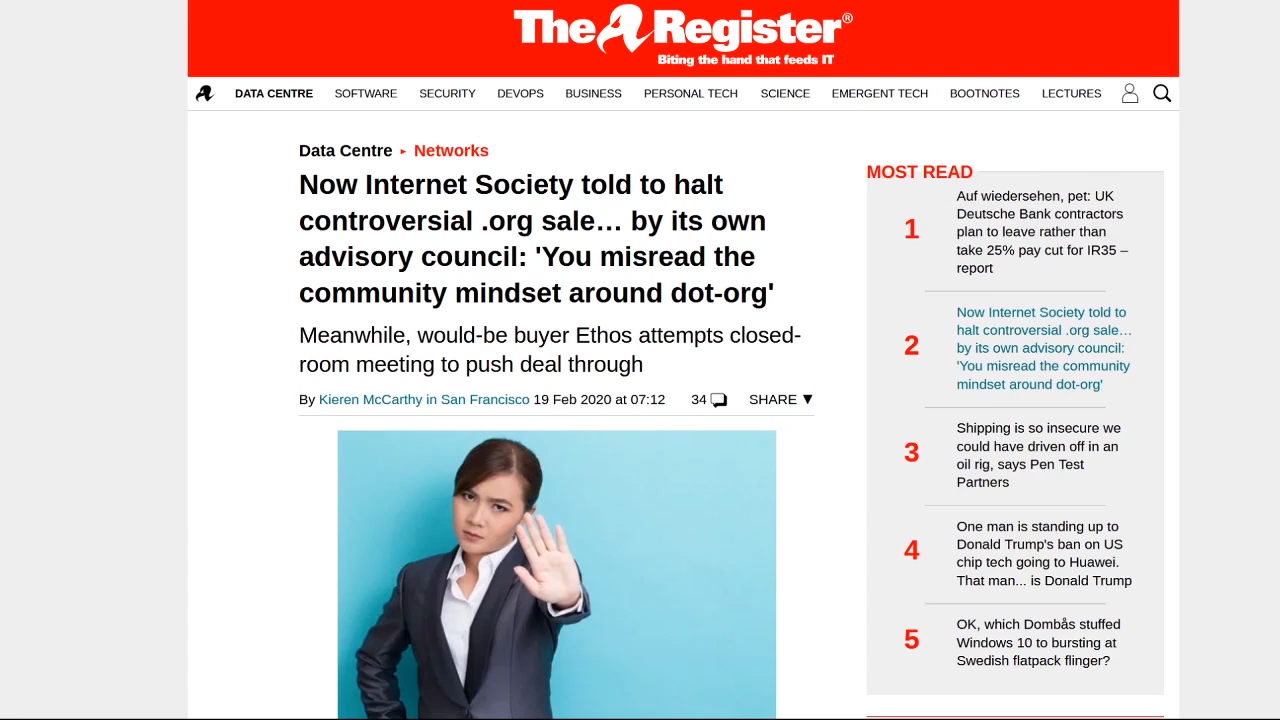 The Register®
Biting the hand that feeds IT
DATA CENTRE SOFTWARE SECURITY DEVOPS BUSINESS PERSONAL TECH SCIENCE EMERGENT TECH BOOTNOTES LECTURES
Data Centre ▸ Networks
Now Internet Society told to halt
controversial .org sale… by its own
advisory council: 'You misread the
community mindset around dot-org'
Meanwhile, would-be buyer Ethos attempts closed-
room meeting to push deal through
By Kieren McCarthy in San Francisco 19 Feb 2020 at 07:12 34 SHARE ▼
MOST READ
1
Auf wiedersehen, pet: UK
Deutsche Bank contractors
plan to leave rather than
take 25% pay cut for IR35 –
report
2
Now Internet Society told to
halt controversial .org sale…
by its own advisory council:
'You misread the community
mindset around dot-org'
3
Shipping is so insecure we
could have driven off in an
oil rig, says Pen Test
Partners
4
One man is standing up to
Donald Trump's ban on US
chip tech going to Huawei.
That man... is Donald Trump
5
OK, which Dombås stuffed
Windows 10 to bursting at
Swedish flatpack flinger?